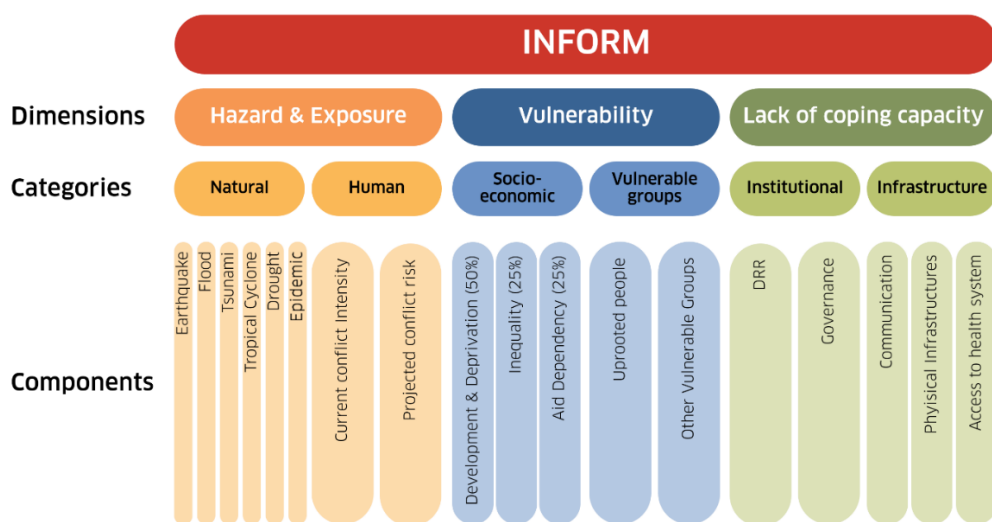 INFORM
Dimensions
Hazard & Exposure
Vulnerability
Lack of coping capacity
Categories
Natural
Human
Socio-
economic
Vulnerable
groups
Institutional
Infrastructure
Components
Earthquake
Flood
Tsunami
Tropical Cyclone
Drought
Epidemic
Current conflict Intensity
Projected conflict risk
Development & Deprivation (50%)
Inequality (25%)
Aid Dependency (25%)
Uprooted people
Other Vulnerable Groups
DRR
Governance
Communication
Phyisical Infrastructures
Access to health system